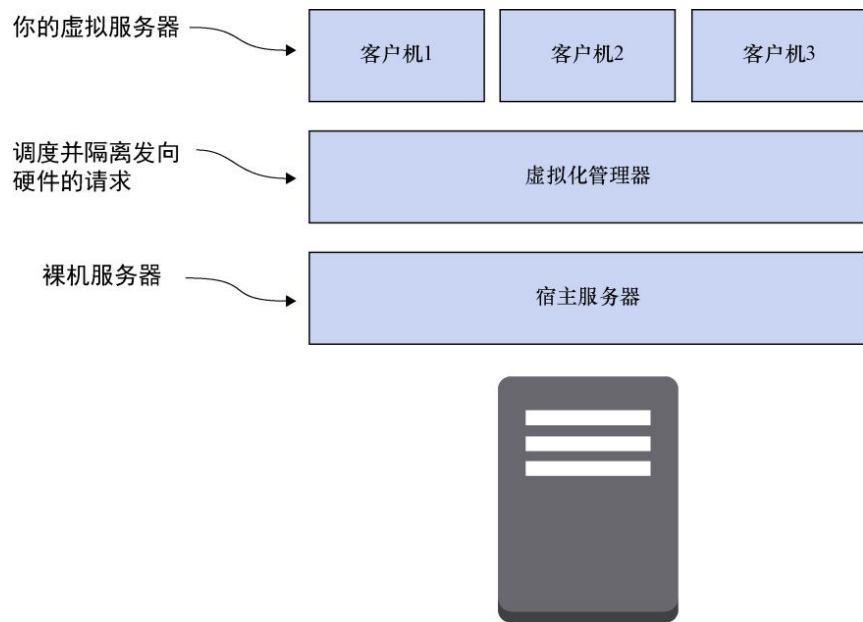 你的虚拟服务器
客户机1
客户机2
客户机3
调度并隔离发向
硬件的请求
虚拟化管理器
裸机服务器
宿主服务器